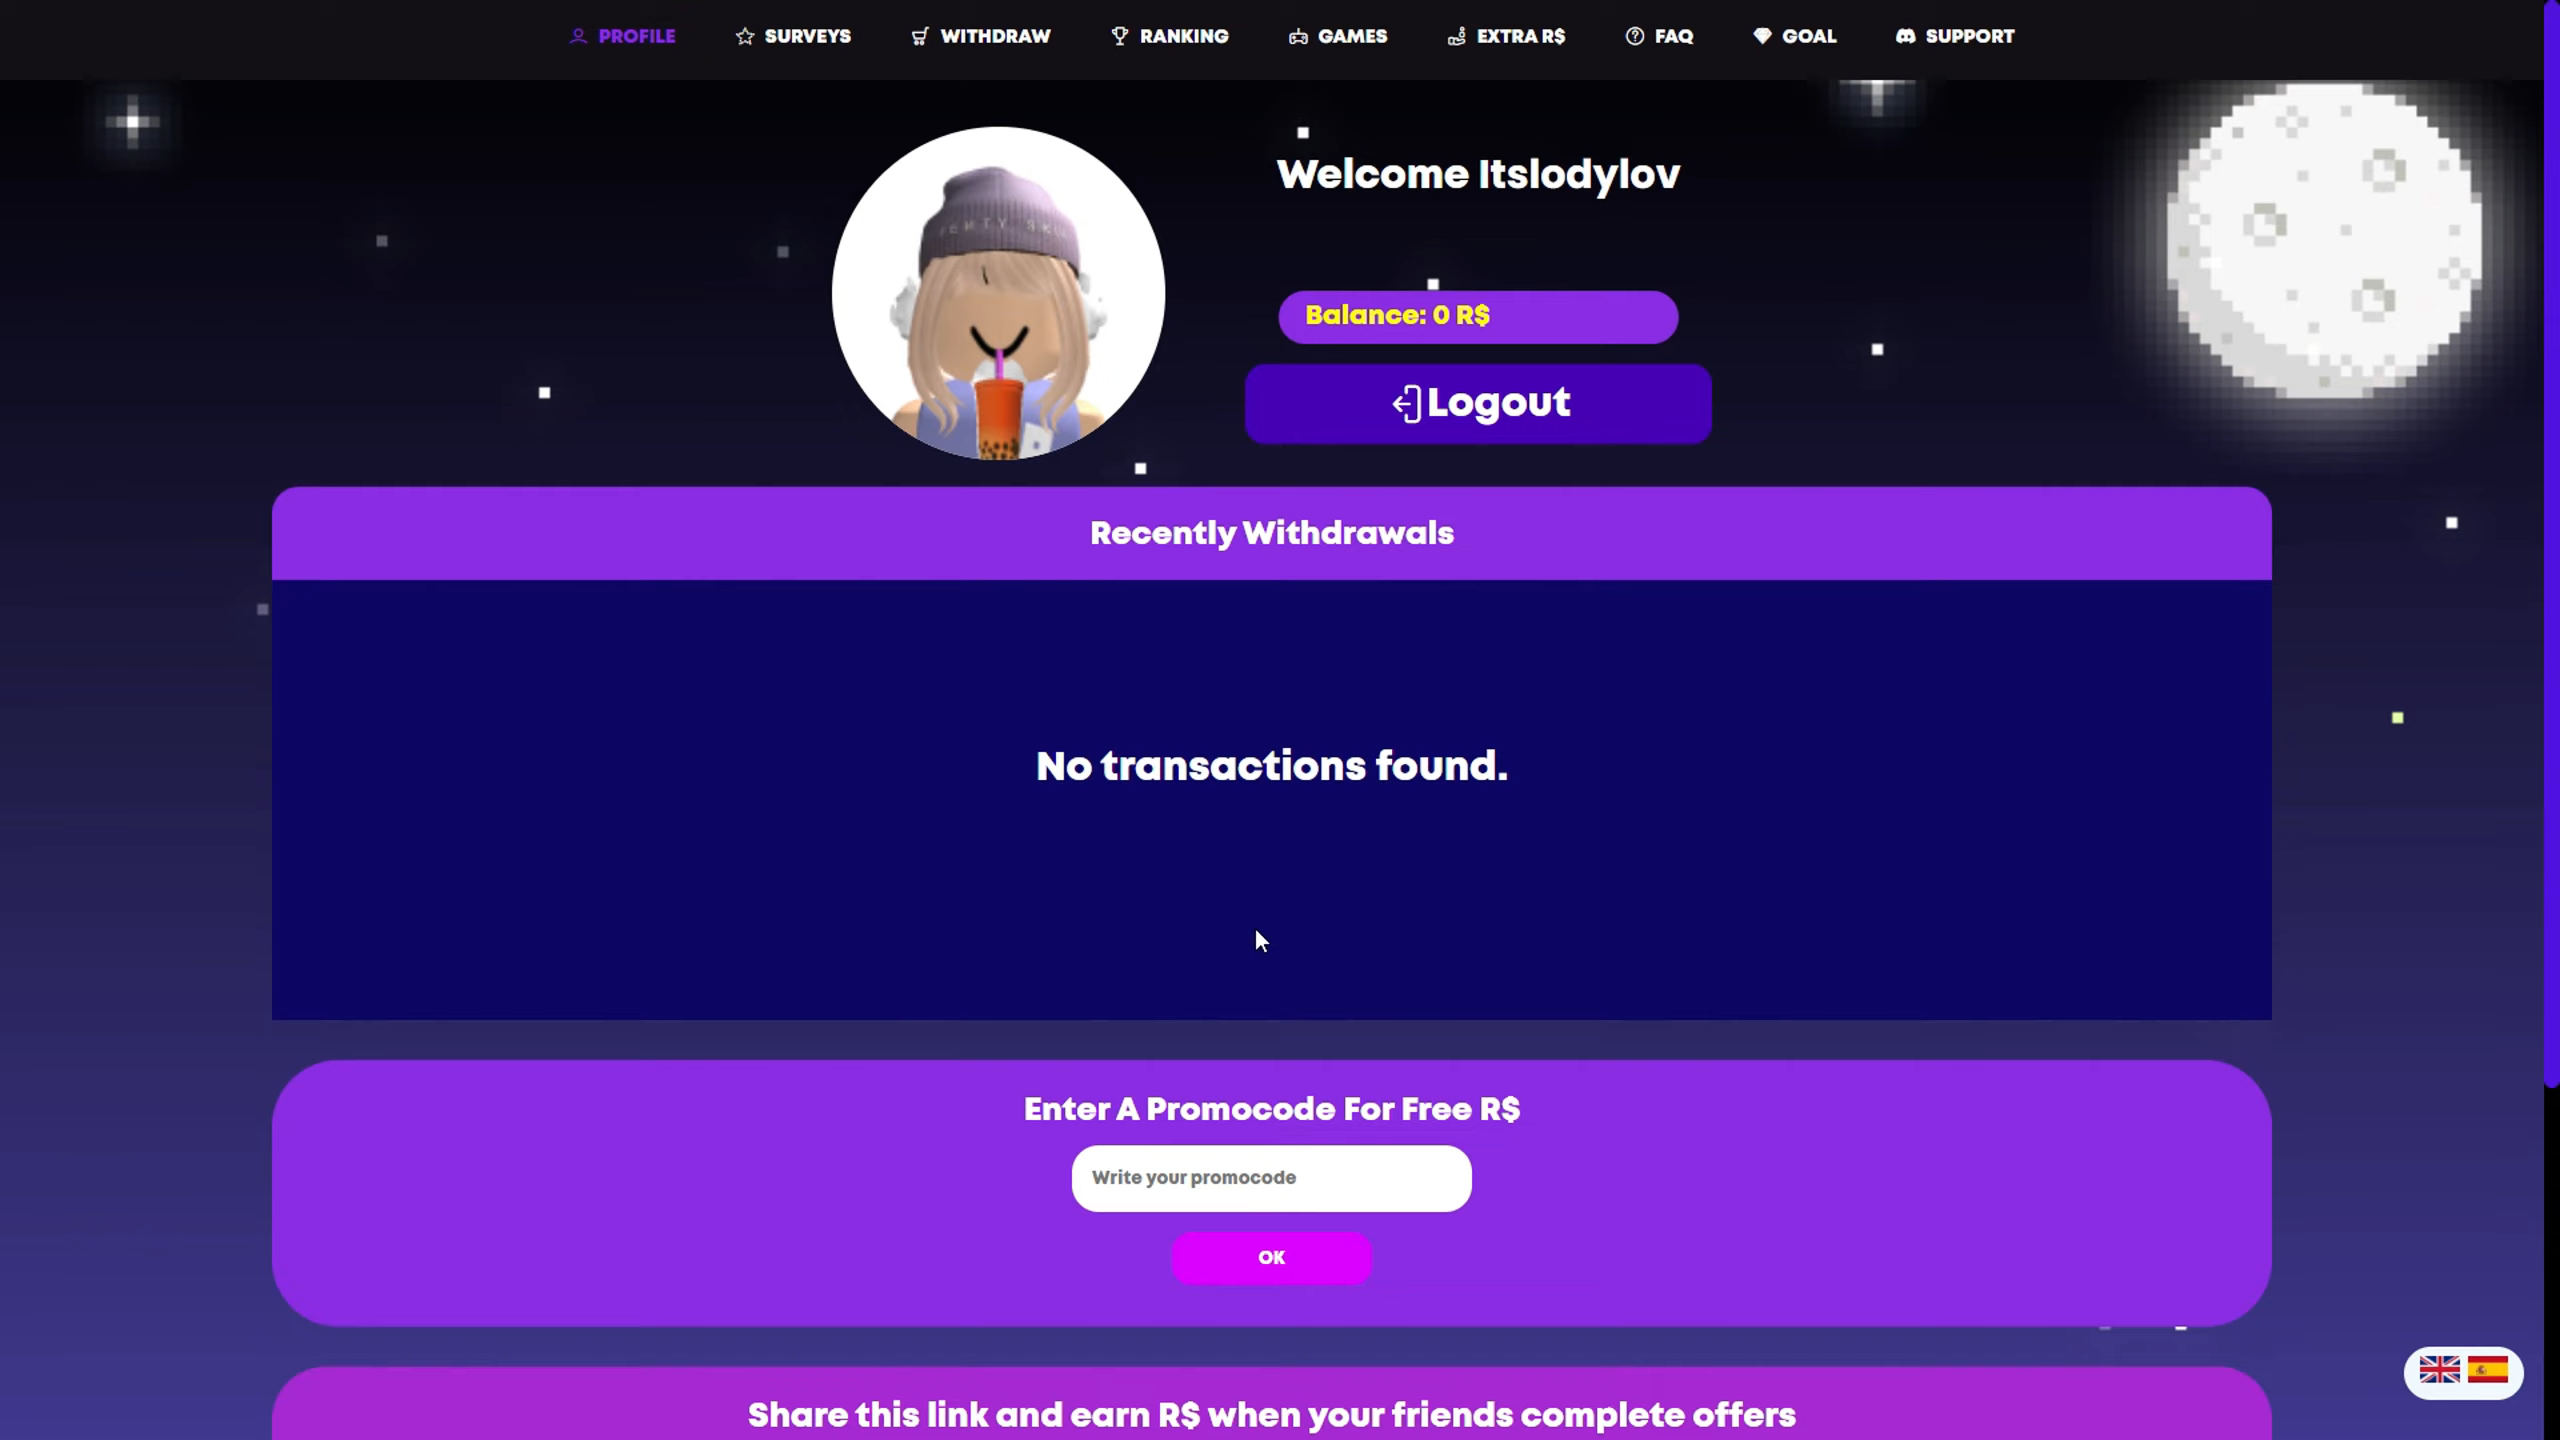 PROFILE SURVEYS WITHDRAW RANKING GAMES EXTRA R$ FAQ GOAL SUPPORT
Welcome Itslodylov
Balance: 0 R$
Logout
Recently Withdrawals
No transactions found.
Enter A Promocode For Free R$
Write your promocode
OK
Share this link and earn R$ when your friends complete offers